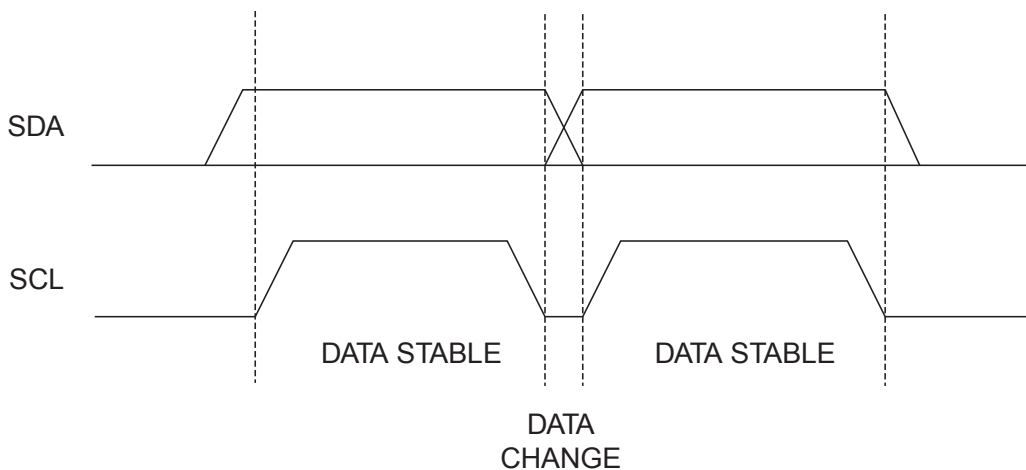 SDA
SCL
DATA STABLE
DATA STABLE
DATA
CHANGE